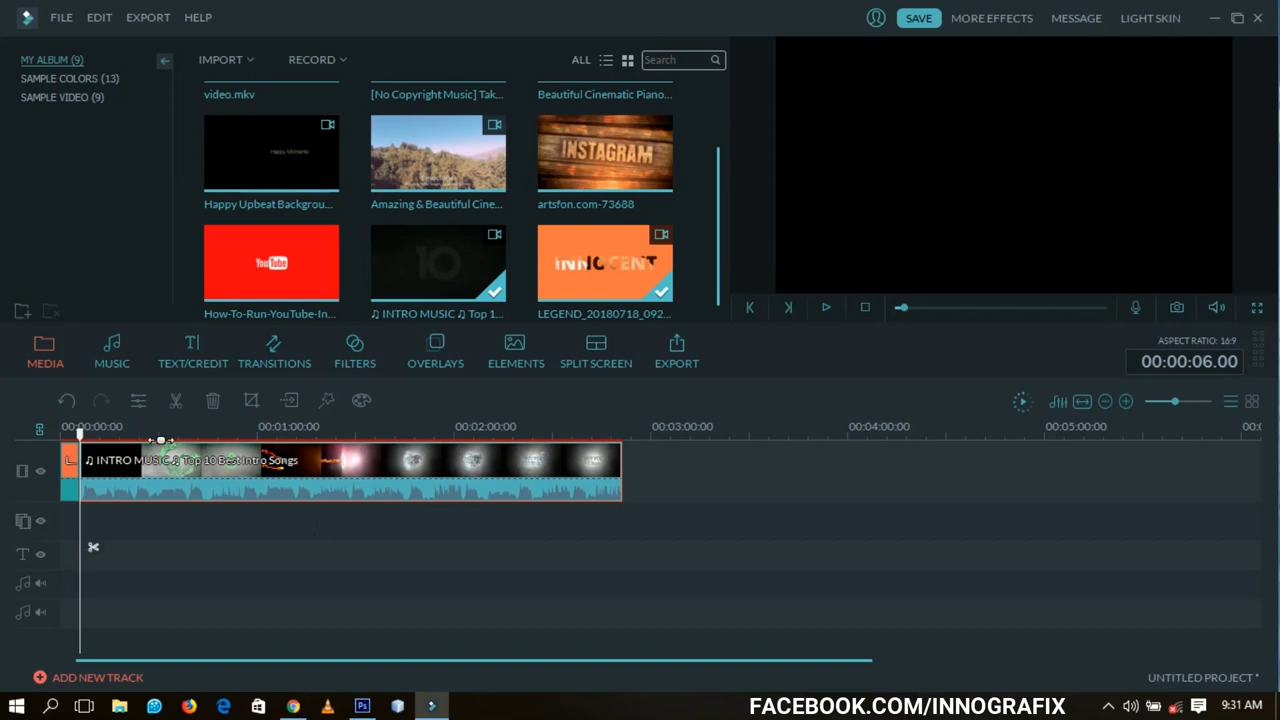 FILE EDIT EXPORT HELP SAVE MORE EFFECTS MESSAGE LIGHT SKIN
MY ALBUM (9)
SAMPLE COLORS (13)
SAMPLE VIDEO (9)
IMPORT RECORD ALL Search
video.mkv [No Copyright Music] Tak... Beautiful Cinematic Piano...
Happy Moments
INSTAGRAM
Happy Upbeat Backgrou... Amazing & Beautiful Cine... artsfon.com-73688
YouTube 10 INNOCENT
How-To-Run-YouTube-In... ♫ INTRO MUSIC ♫ Top 1... LEGEND_20180718_092...
MEDIA MUSIC TEXT/CREDIT TRANSITIONS FILTERS OVERLAYS ELEMENTS SPLIT SCREEN EXPORT
ASPECT RATIO: 16:9
00:00:06.00
00:00:00:00 00:01:00:00 00:02:00:00 00:03:00:00 00:04:00:00 00:05:00:00 00:0
L... ♫ INTRO MUSIC ♫ Top 10 Best Intro Songs
ADD NEW TRACK
UNTITLED PROJECT *
FACEBOOK.COM/INNOGRAFIX
9:31 AM